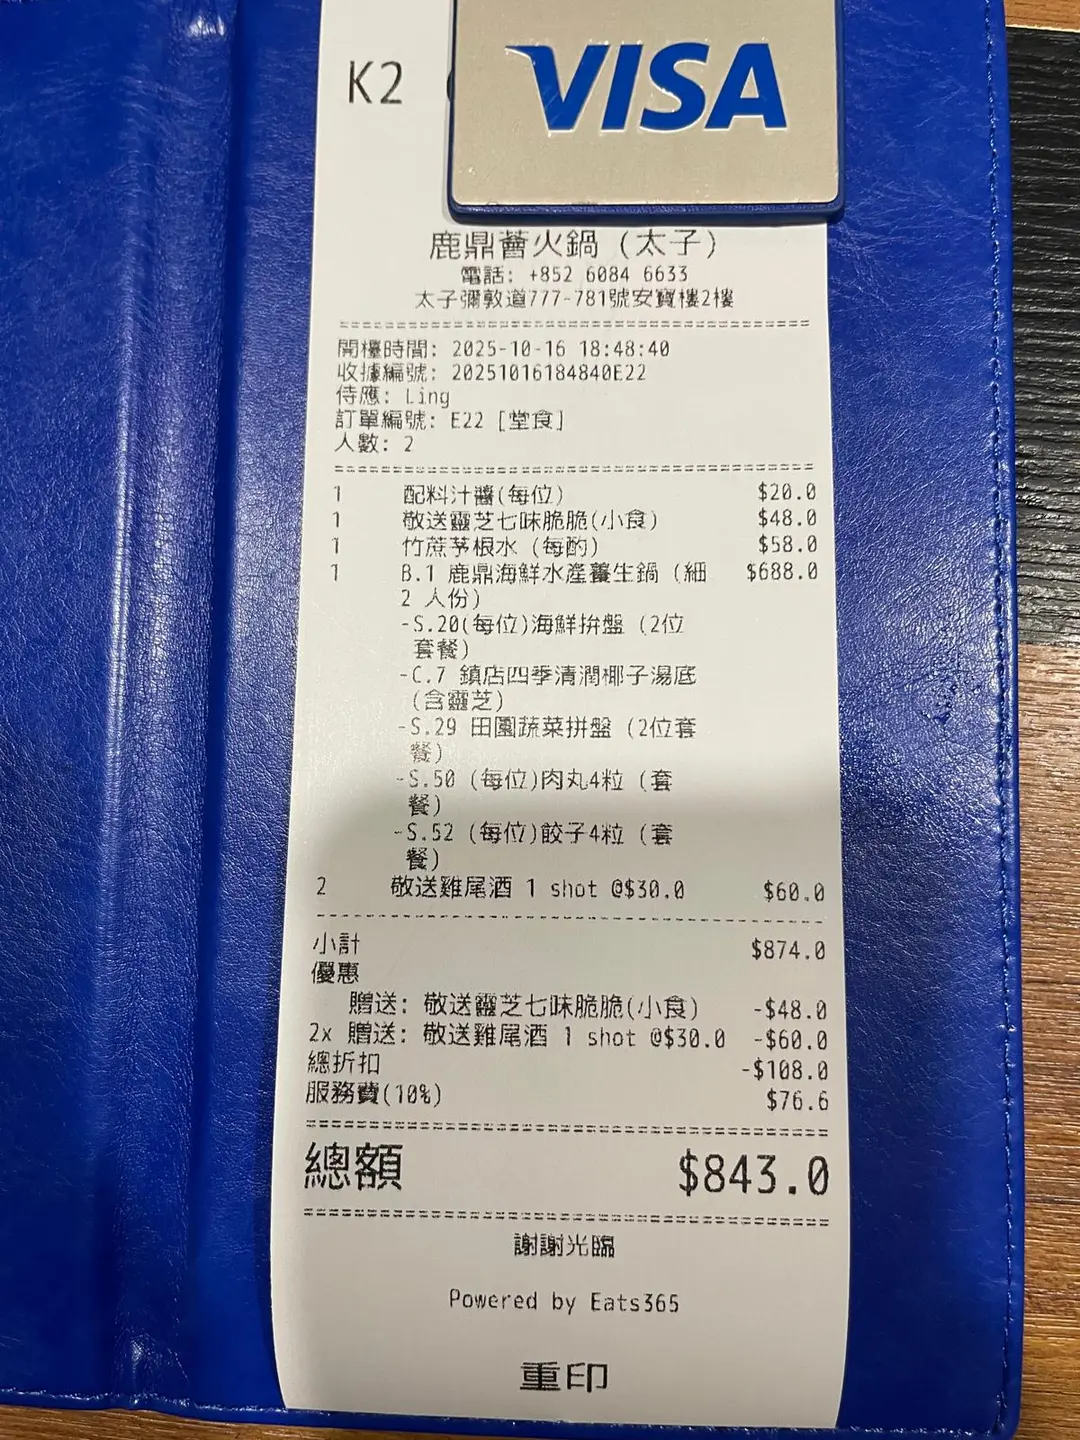 K2
VISA
鹿鼎薈火鍋 (太子)
電話: +852 6084 6633
太子彌敦道777-781號安寶樓2樓
開檯時間: 2025-10-16 18:48:40
收據編號: 20251016184840E22
侍應: Ling
訂單編號: E22 [堂食]
人數: 2
1 配料汁醬(每位) $20.0
1 敬送靈芝七味脆脆(小食) $48.0
1 竹蔗茅根水 (每酌) $58.0
1 B.1 鹿鼎海鮮水產養生鍋 (細 $688.0
2 人份)
-S.20(每位)海鮮拚盤 (2位
套餐)
-C.7 鎮店四季清潤椰子湯底
(含靈芝)
-S.29 田園蔬菜拼盤 (2位套
餐)
-S.50 (每位)肉丸4粒 (套
餐)
-S.52 (每位)餃子4粒 (套
餐)
2 敬送雞尾酒 1 shot @$30.0 $60.0
小計 $874.0
優惠
贈送: 敬送靈芝七味脆脆(小食) -$48.0
2x 贈送: 敬送雞尾酒 1 shot @$30.0 -$60.0
總折扣 -$108.0
服務費(10%) $76.6
總額 $843.0
謝謝光臨
Powered by Eats365
重印